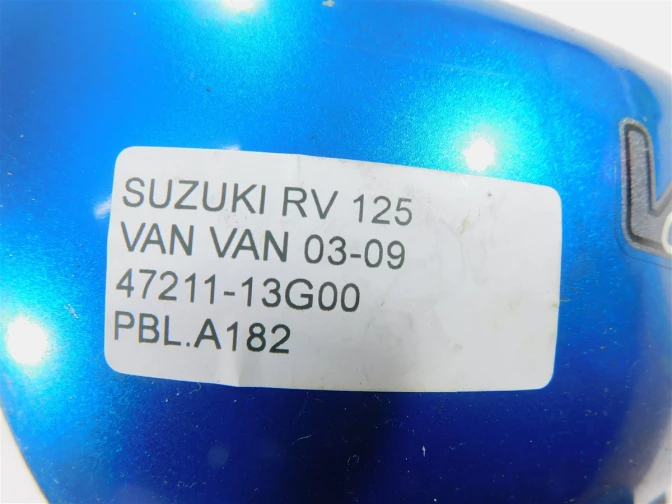 SUZUKI RV 125
VAN VAN 03-09
47211-13G00
PBL.A182